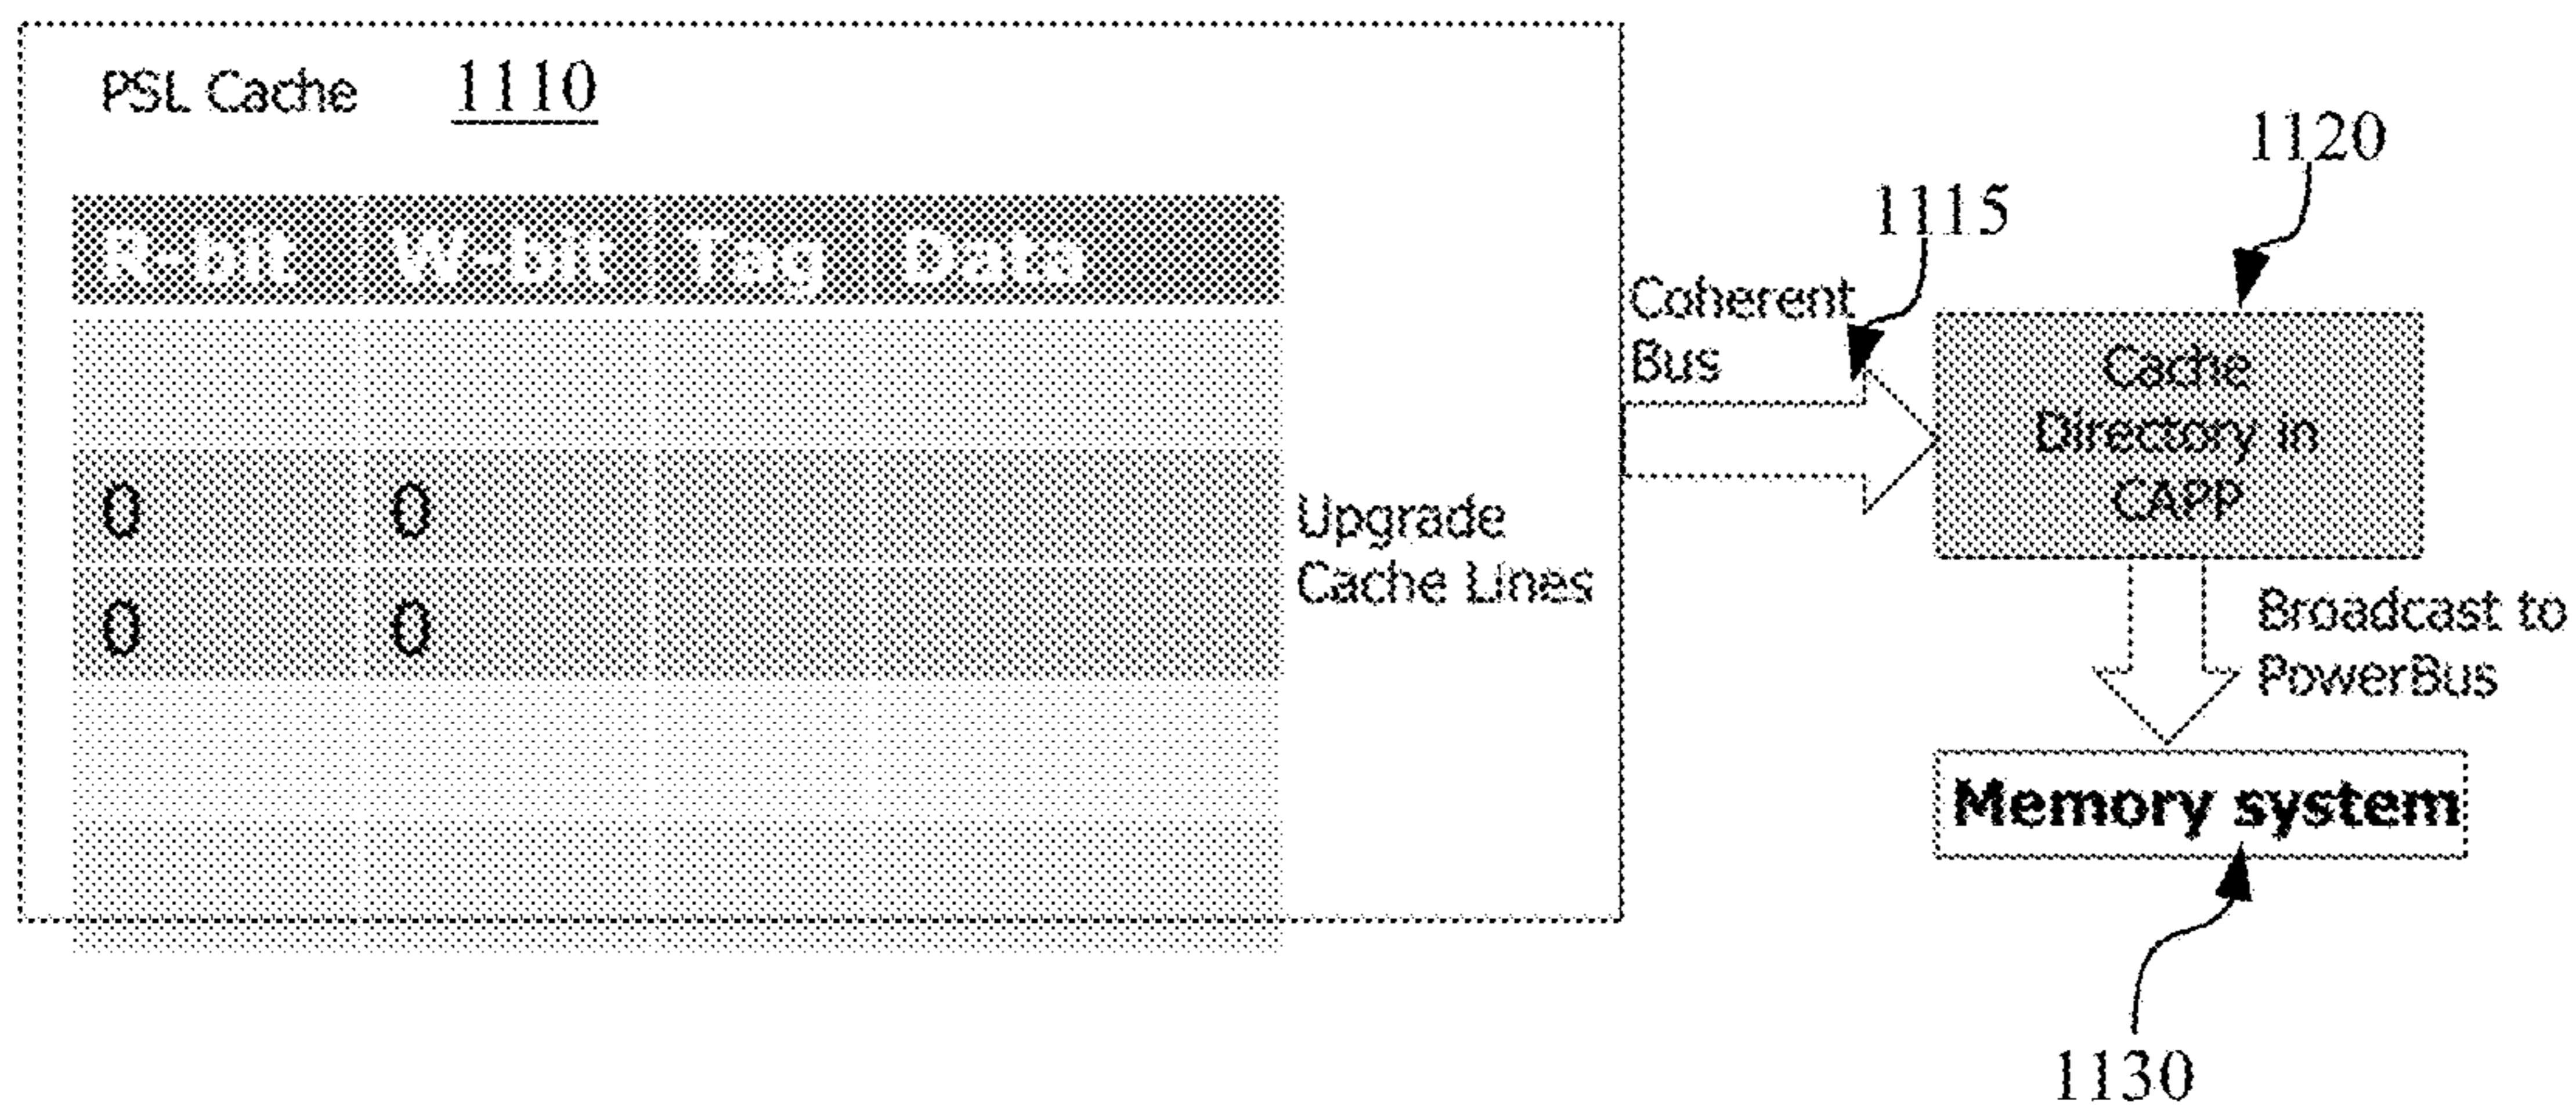 PSL Cache 1110
R-bit W-bit Tag Data
0 0
0 0
Upgrade
Cache Lines
Coherent
Bus
1115
1120
Cache
Directory in
CAPP
Broadcast to
PowerBus
Memory system
1130